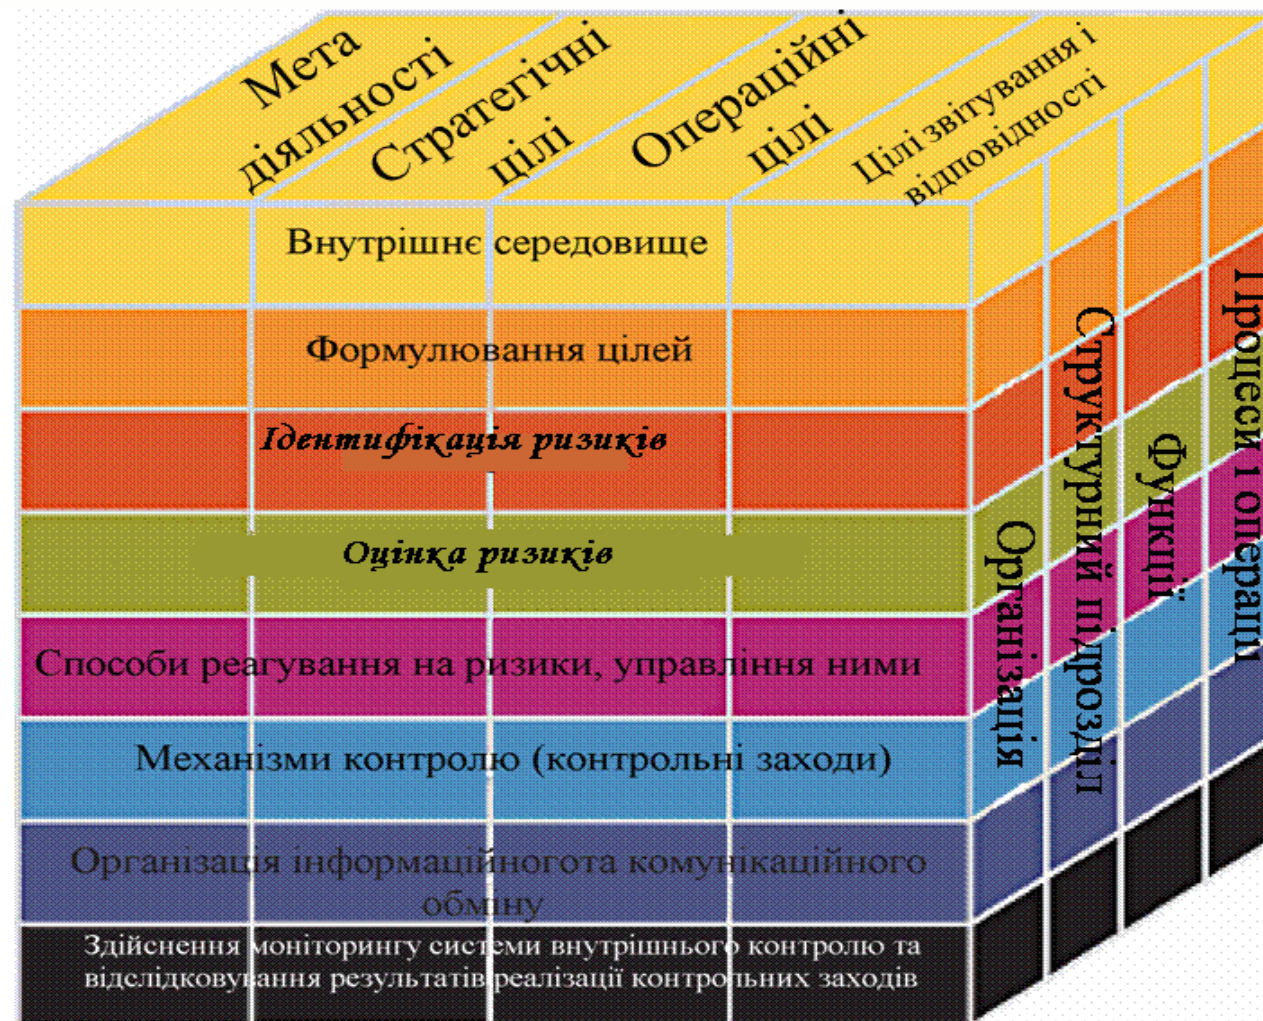 Мета
діяльності
Стратегічні
цілі
Операційні
цілі
Цілі звітування і
відповідності
Внутрішнє середовище
Формулювання цілей
Ідентифікація ризиків
Оцінка ризиків
Способи реагування на ризики, управління ними
Механізми контролю (контрольні заходи)
Організація інформаційногота комунікаційного
обміну
Здійснення моніторингу системи внутрішнього контролю та
відслідковування результатів реалізації контрольних заходів
Організація
Структурний підрозділ
Функції
Процеси і операції